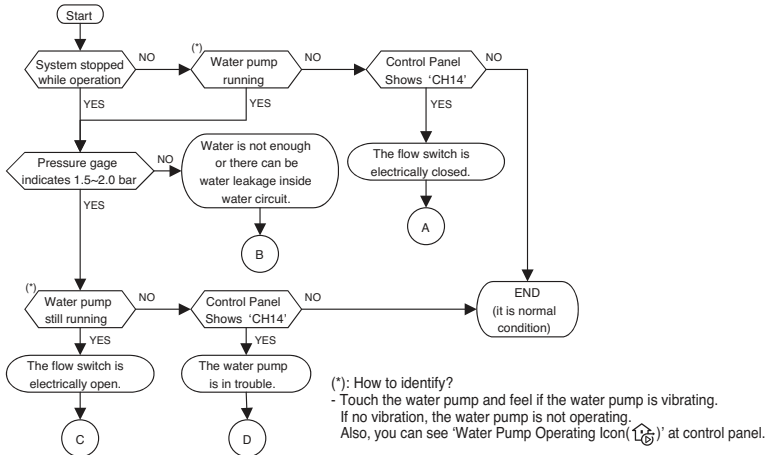 Start
System stopped
while operation
NO
(*)
Water pump
running
NO
Control Panel
Shows 'CH14'
NO
YES
YES
YES
Pressure gage
indicates 1.5~2.0 bar
NO
Water is not enough
or there can be
water leakage inside
water circuit.
The flow switch is
electrically closed.
YES
A
B
(*)
Water pump
still running
NO
Control Panel
Shows 'CH14'
NO
END
(it is normal
condition)
YES
YES
The flow switch is
electrically open.
The water pump
is in trouble.
C
D
(*): How to identify?
- Touch the water pump and feel if the water pump is vibrating.
If no vibration, the water pump is not operating.
Also, you can see 'Water Pump Operating Icon( )' at control panel.